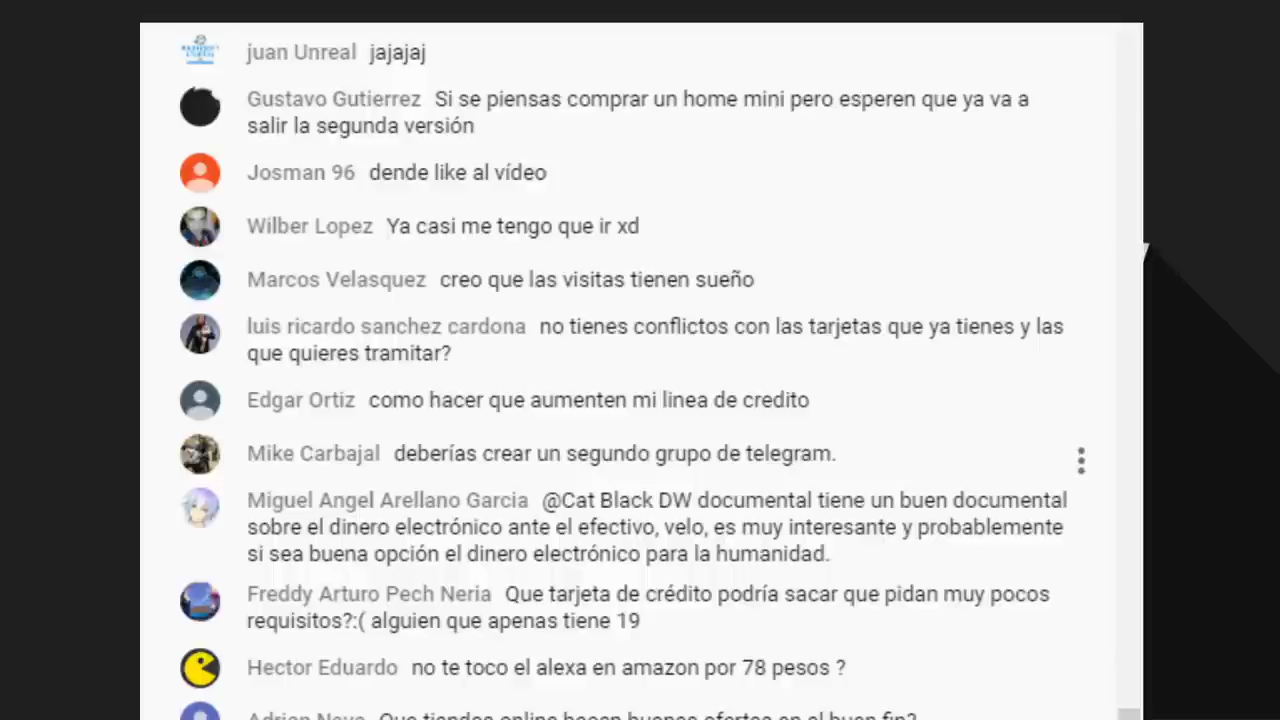 juan Unreal jajajaj
Gustavo Gutierrez Si se piensas comprar un home mini pero esperen que ya va a
salir la segunda versión
Josman 96 dende like al vídeo
Wilber Lopez Ya casi me tengo que ir xd
Marcos Velasquez creo que las visitas tienen sueño
luis ricardo sanchez cardona no tienes conflictos con las tarjetas que ya tienes y las
que quieres tramitar?
Edgar Ortiz como hacer que aumenten mi linea de credito
Mike Carbajal deberías crear un segundo grupo de telegram.
Miguel Angel Arellano Garcia @Cat Black DW documental tiene un buen documental
sobre el dinero electrónico ante el efectivo, velo, es muy interesante y probablemente
si sea buena opción el dinero electrónico para la humanidad.
Freddy Arturo Pech Neria Que tarjeta de crédito podría sacar que pidan muy pocos
requisitos?:( alguien que apenas tiene 19
Hector Eduardo no te toco el alexa en amazon por 78 pesos ?
Adrian Nava Que tiendas online hacen buenas ofertas en el buen fin?